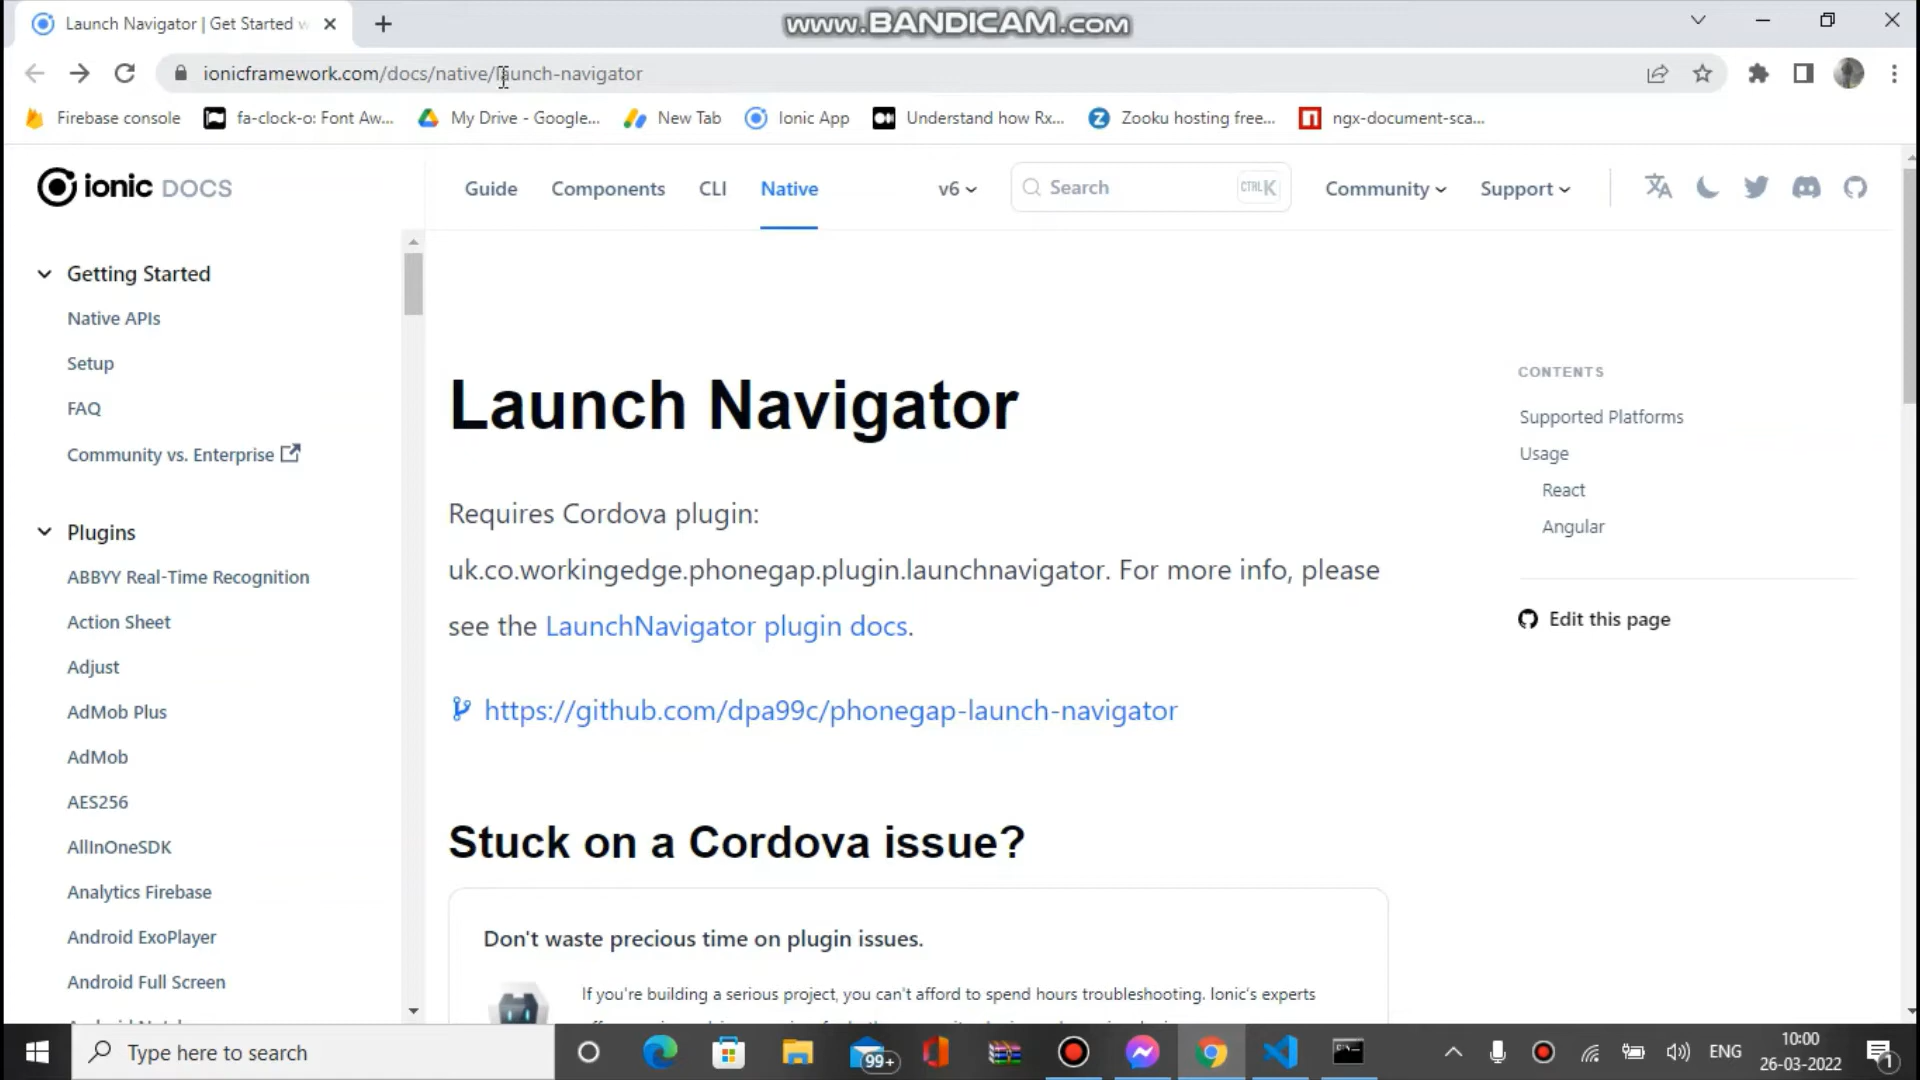 Launch Navigator | Get Started w
www.BANDICAM.com
ionicframework.com/docs/native/launch-navigator
Firebase console
fa-clock-o: Font Aw...
My Drive - Google...
New Tab
Ionic App
Understand how Rx...
Zooku hosting free...
ngx-document-sca...
ionic DOCS
Guide
Components
CLI
Native
v6
Search
CTRL K
Community
Support
Getting Started
Native APIs
Setup
FAQ
Community vs. Enterprise
Plugins
ABBYY Real-Time Recognition
Action Sheet
Adjust
AdMob Plus
AdMob
AES256
AllInOneSDK
Analytics Firebase
Android ExoPlayer
Android Full Screen
Launch Navigator
Requires Cordova plugin:
uk.co.workingedge.phonegap.plugin.launchnavigator. For more info, please
see the LaunchNavigator plugin docs.
https://github.com/dpa99c/phonegap-launch-navigator
Stuck on a Cordova issue?
Don't waste precious time on plugin issues.
If you're building a serious project, you can't afford to spend hours troubleshooting. Ionic's experts
CONTENTS
Supported Platforms
Usage
React
Angular
Edit this page
Type here to search
99+
ENG
10:00
26-03-2022
1